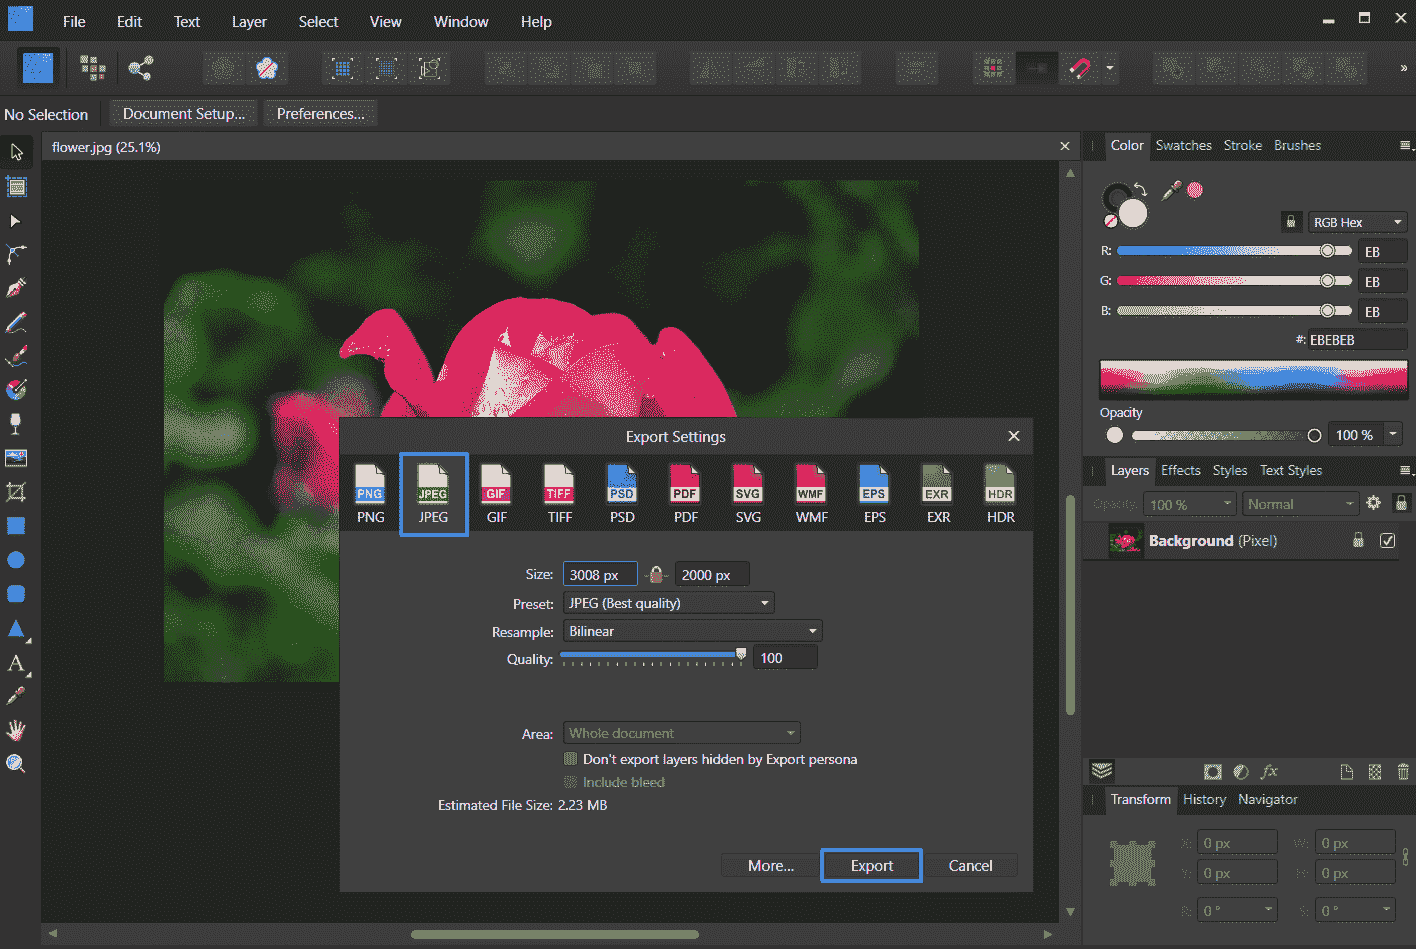 File Edit Text Layer Select View Window Help
No Selection Document Setup... Preferences...
flower.jpg (25.1%)
Color Swatches Stroke Brushes
RGB Hex
R: EB
G: EB
B: EB
#: EBEBEB
Opacity
100 %
Layers Effects Styles Text Styles
Opacity: 100 % Normal
Background (Pixel)
fx
Transform History Navigator
X: 0 px W: 0 px
Y: 0 px H: 0 px
R: 0 ° S: 0 °
Export Settings
PNG JPEG GIF TIFF PSD PDF SVG WMF EPS EXR HDR
PNG JPEG GIF TIFF PSD PDF SVG WMF EPS EXR HDR
Size: 3008 px 2000 px
Preset: JPEG (Best quality)
Resample: Bilinear
Quality: 100
Area: Whole document
Don't export layers hidden by Export persona
Include bleed
Estimated File Size: 2.23 MB
More... Export Cancel